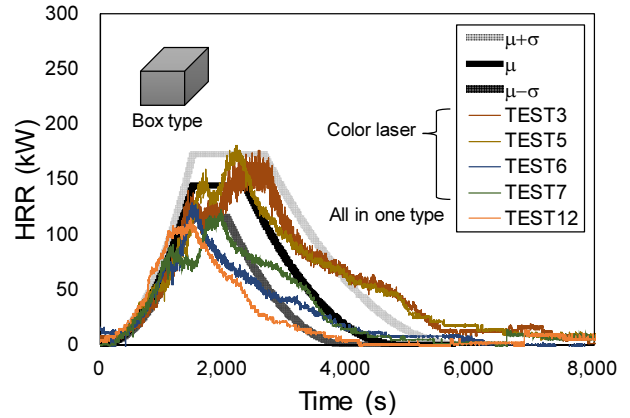 300
250
200
150
100
50
0
HRR (kW)
Box type
μ+σ
μ
μ−σ
Color laser
TEST3
TEST5
TEST6
TEST7
All in one type
TEST12
0
2,000
4,000
6,000
8,000
Time (s)